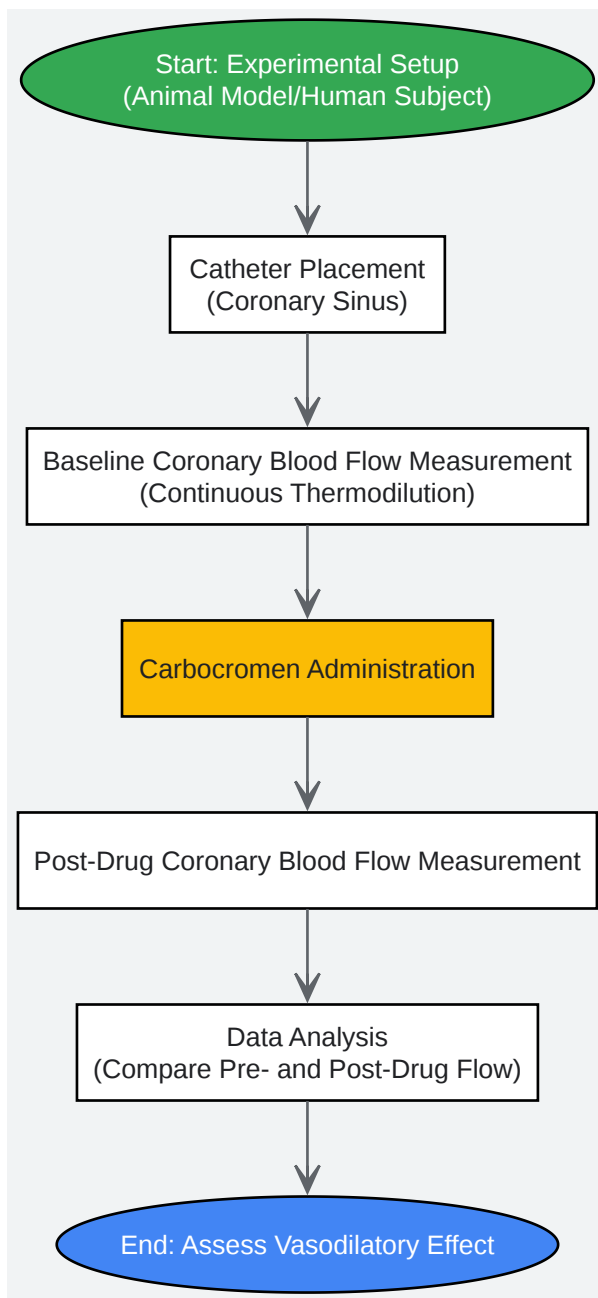 Start: Experimental Setup
(Animal Model/Human Subject)
Catheter Placement
(Coronary Sinus)
Baseline Coronary Blood Flow Measurement
(Continuous Thermodilution)
Carbocromen Administration
Post-Drug Coronary Blood Flow Measurement
Data Analysis
(Compare Pre- and Post-Drug Flow)
End: Assess Vasodilatory Effect